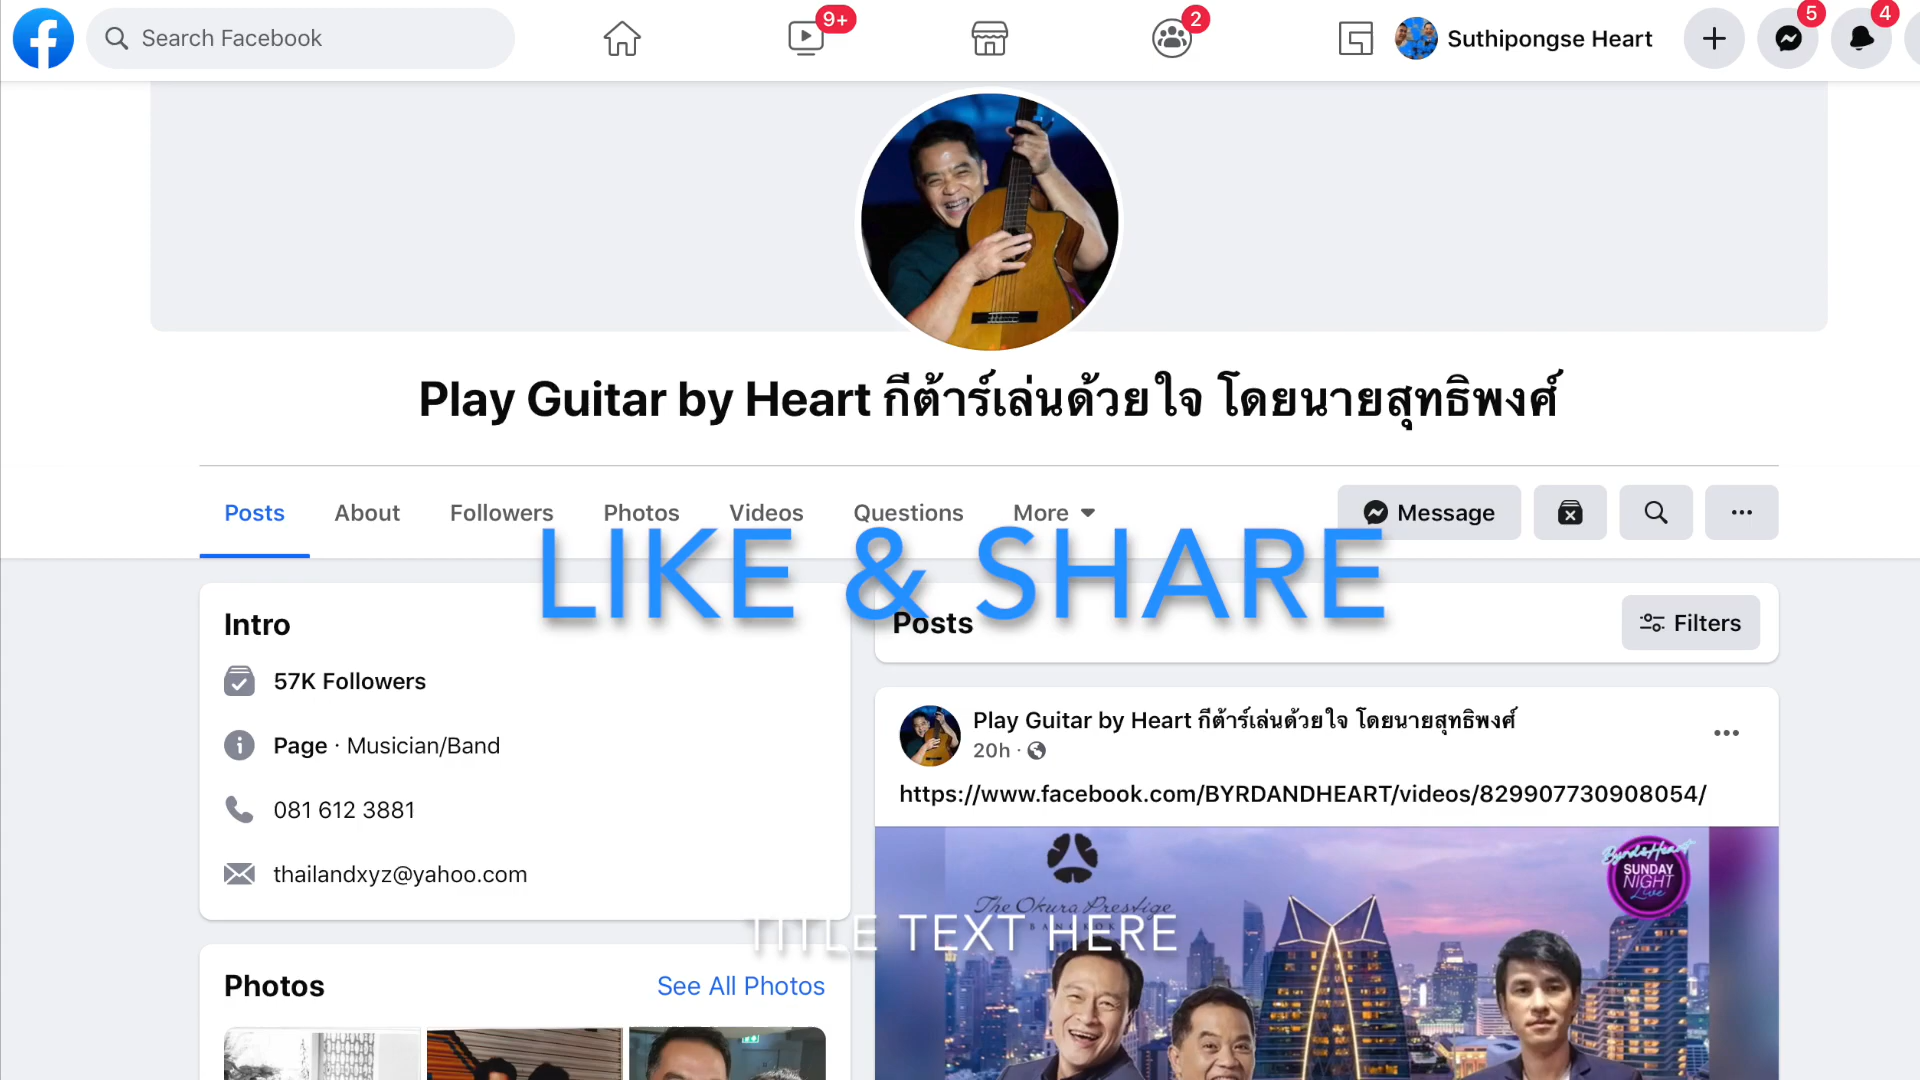 Search Facebook
9+
2
Suthipongse Heart
5
4
Play Guitar by Heart กีต้าร์เล่นด้วยใจ โดยนายสุทธิพงศ์
Posts About Followers Photos Videos Questions More Message
LIKE & SHARE
Intro
57K Followers
Page · Musician/Band
081 612 3881
thailandxyz@yahoo.com
Photos See All Photos
Posts Filters
Play Guitar by Heart กีต้าร์เล่นด้วยใจ โดยนายสุทธิพงศ์
20h ·
https://www.facebook.com/BYRDANDHEART/videos/829907730908054/
The Okura Prestige
BANGKOK
Byrd & Heart
SUNDAY
NIGHT
Live
TITLE TEXT HERE